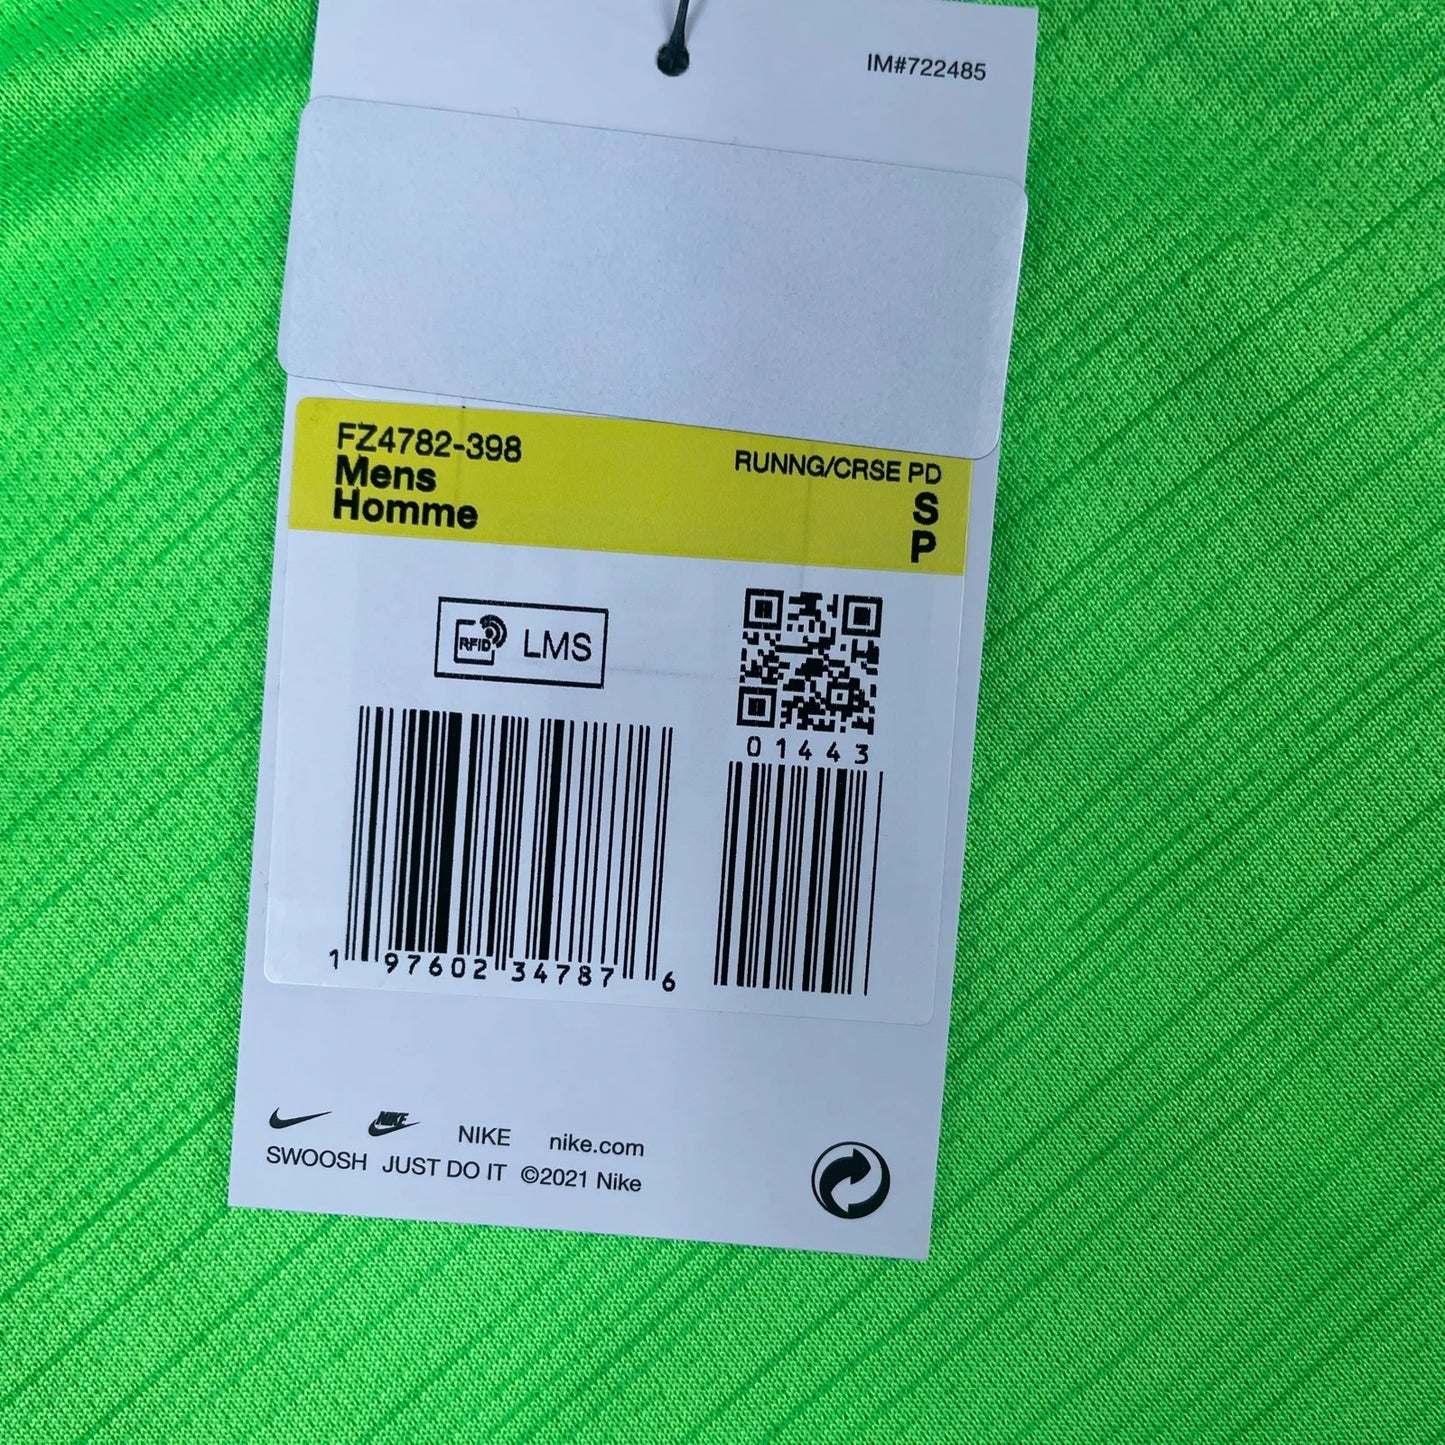 IM#722485
FZ4782-398
Mens
Homme
RUNNG/CRSE PD
S
P
RFID LMS
01443
1 97602 34787 6
NIKE NIKE nike.com
SWOOSH JUST DO IT ©2021 Nike